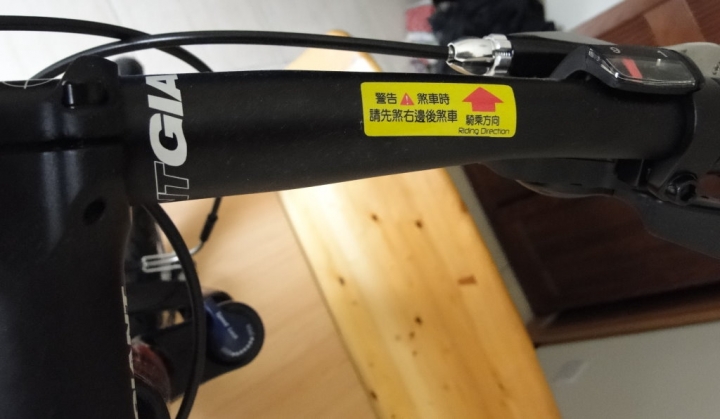 警告 煞車時
請先煞右邊後煞車
騎乘方向
Riding Direction
TGIA